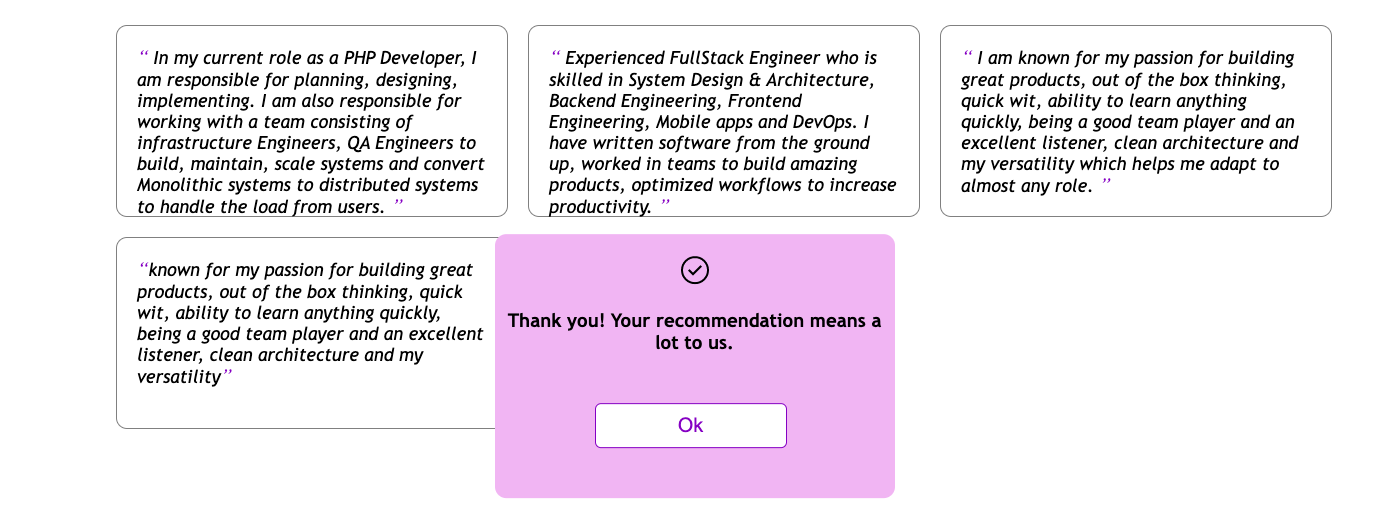 “ In my current role as a PHP Developer, I
am responsible for planning, designing,
implementing. I am also responsible for
working with a team consisting of
infrastructure Engineers, QA Engineers to
build, maintain, scale systems and convert
Monolithic systems to distributed systems
to handle the load from users. ”
“ Experienced FullStack Engineer who is
skilled in System Design & Architecture,
Backend Engineering, Frontend
Engineering, Mobile apps and DevOps. I
have written software from the ground
up, worked in teams to build amazing
products, optimized workflows to increase
productivity. ”
“ I am known for my passion for building
great products, out of the box thinking,
quick wit, ability to learn anything
quickly, being a good team player and an
excellent listener, clean architecture and
my versatility which helps me adapt to
almost any role. ”
“known for my passion for building great
products, out of the box thinking, quick
wit, ability to learn anything quickly,
being a good team player and an excellent
listener, clean architecture and my
versatility”
Thank you! Your recommendation means a
lot to us.
Ok